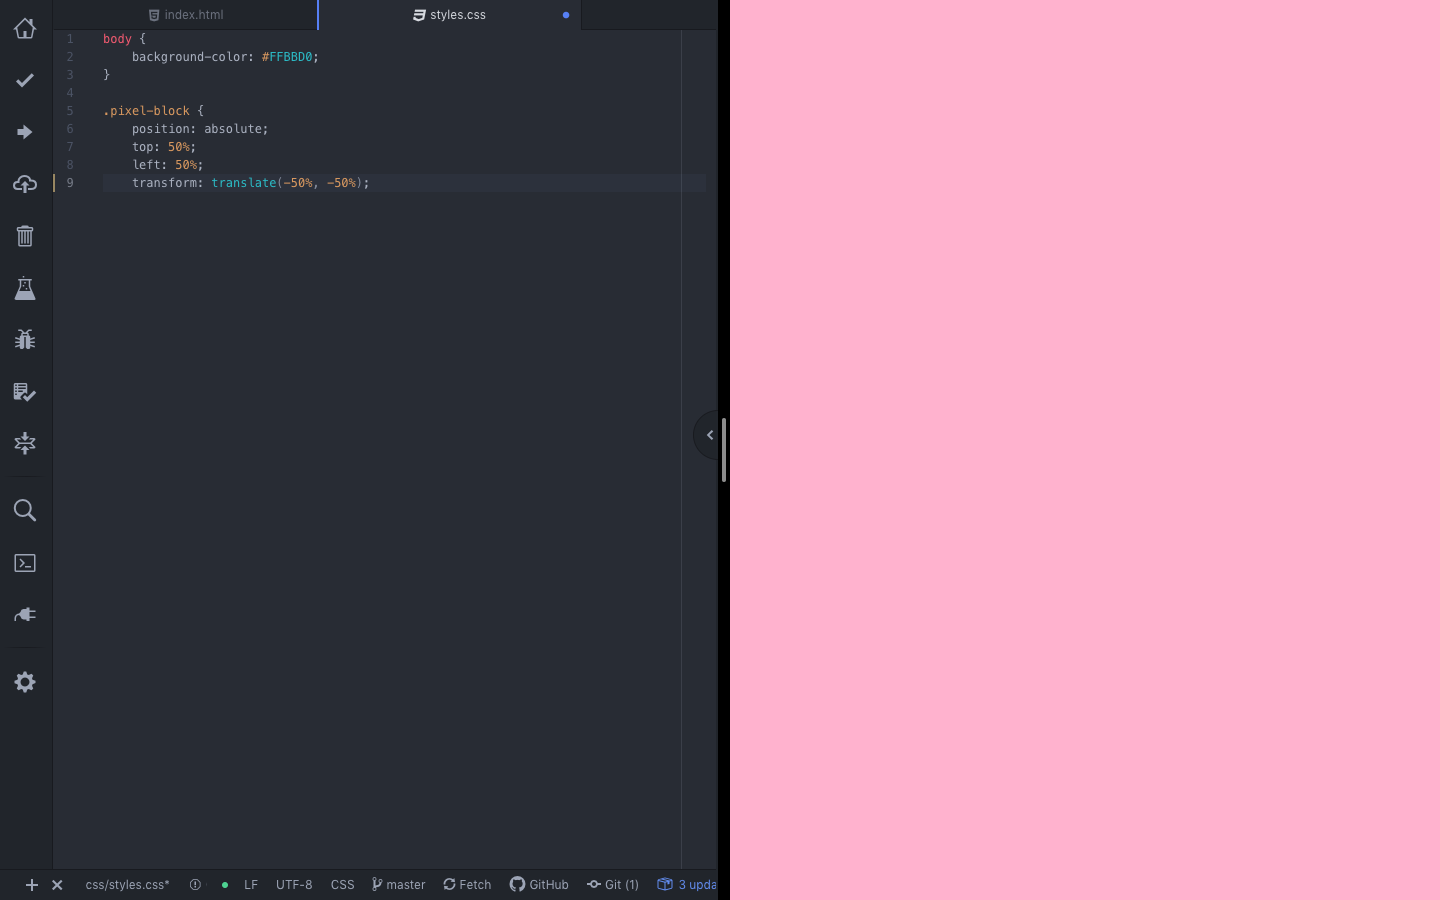 index.html
styles.css
1 body {
2 background-color: #FFBBD0;
3 }
4
5 .pixel-block {
6 position: absolute;
7 top: 50%;
8 left: 50%;
9 transform: translate(-50%, -50%);
css/styles.css* LF UTF-8 CSS master Fetch GitHub Git (1) 3 upda